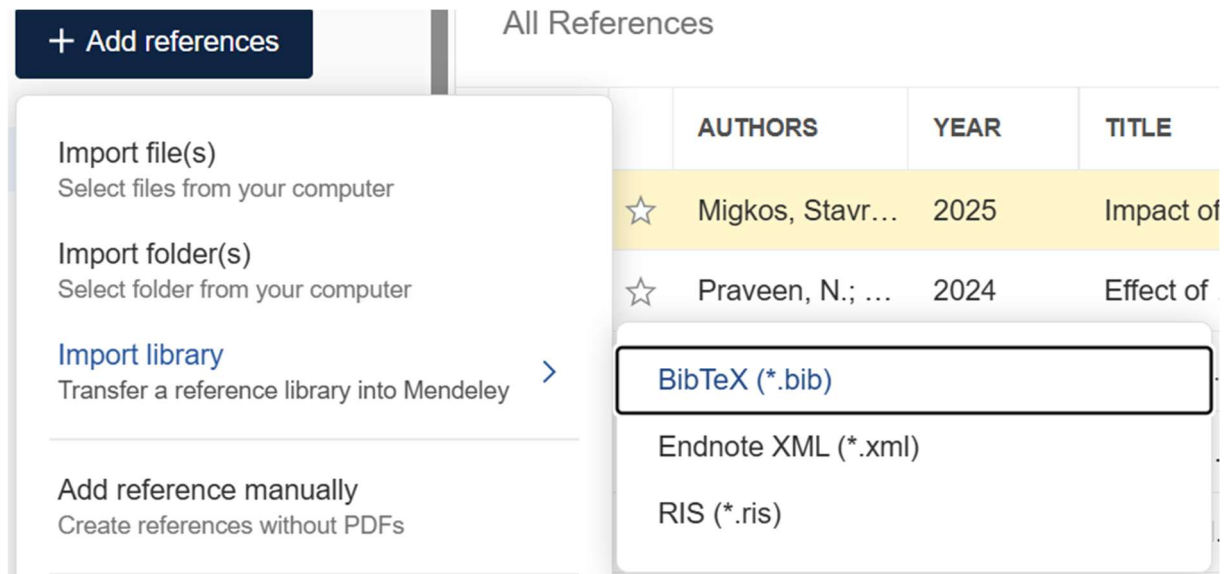 + Add references
All References
Import file(s)
Select files from your computer
Import folder(s)
Select folder from your computer
Import library
Transfer a reference library into Mendeley
Add reference manually
Create references without PDFs
AUTHORS YEAR TITLE
Migkos, Stavr... 2025 Impact of
Praveen, N.; ... 2024 Effect of
BibTeX (*.bib)
Endnote XML (*.xml)
RIS (*.ris)